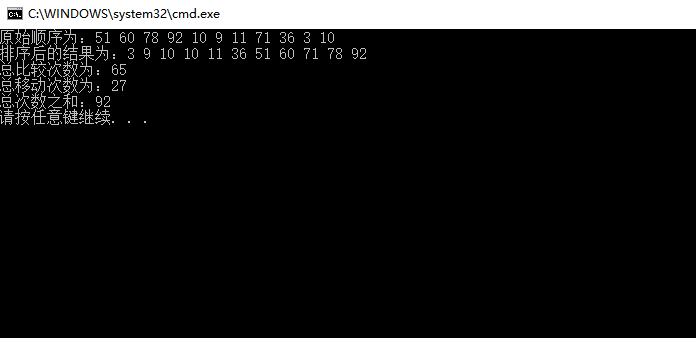 C:\WINDOWS\system32\cmd.exe
原始顺序为：51 60 78 92 10 9 11 71 36 3 10
排序后的结果为：3 9 10 10 11 36 51 60 71 78 92
总比较次数为：65
总移动次数为：27
总次数之和：92
请按任意键继续. . .